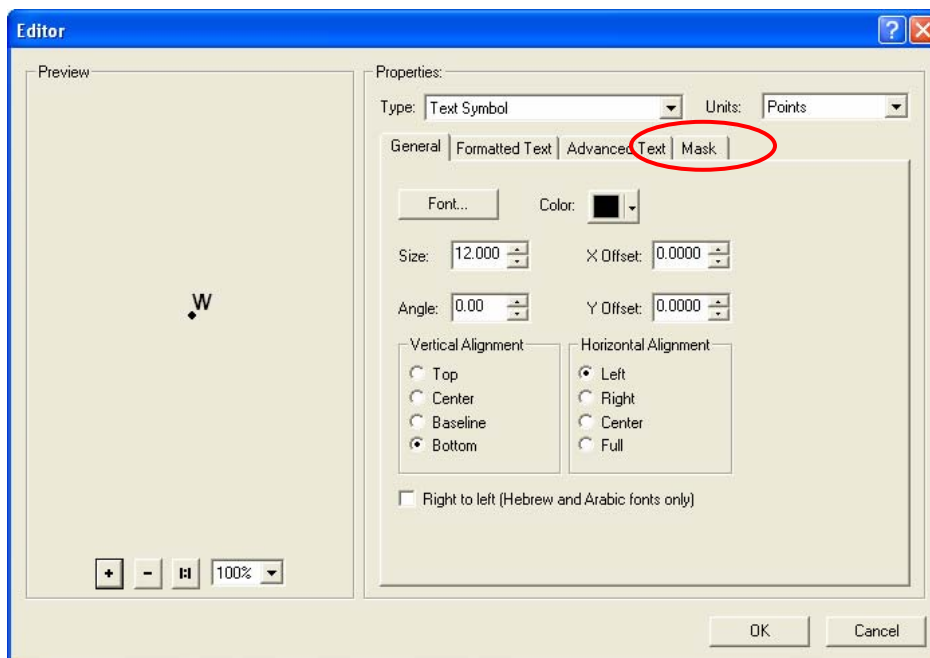 Editor
Preview
W
100%
Properties:
Type: Text Symbol Units: Points
General Formatted Text Advanced Text Mask
Font... Color:
Size: 12.000 X Offset: 0.0000
Angle: 0.00 Y Offset: 0.0000
Vertical Alignment
Top
Center
Baseline
Bottom
Horizontal Alignment
Left
Right
Center
Full
Right to left (Hebrew and Arabic fonts only)
+ - 1:1
OK Cancel